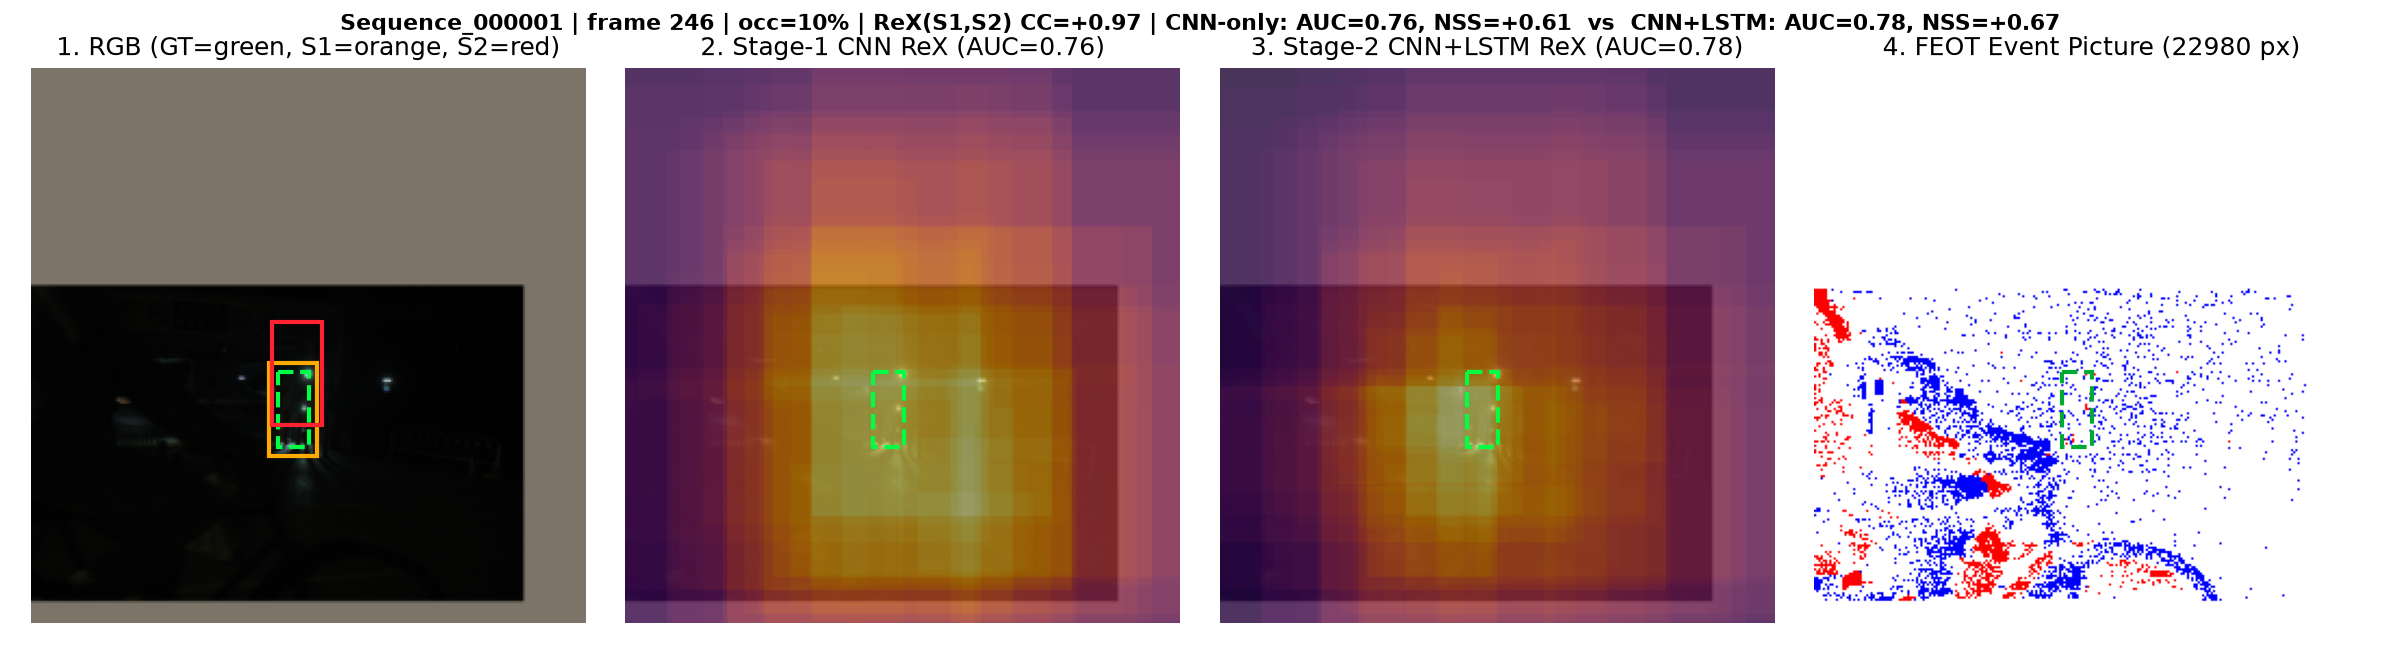 Sequence_000001 | frame 246 | occ=10% | ReX(S1,S2) CC=+0.97 | CNN-only: AUC=0.76, NSS=+0.61  vs  CNN+LSTM: AUC=0.78, NSS=+0.67
1. RGB (GT=green, S1=orange, S2=red)
2. Stage-1 CNN ReX (AUC=0.76)
3. Stage-2 CNN+LSTM ReX (AUC=0.78)
4. FEOT Event Picture (22980 px)